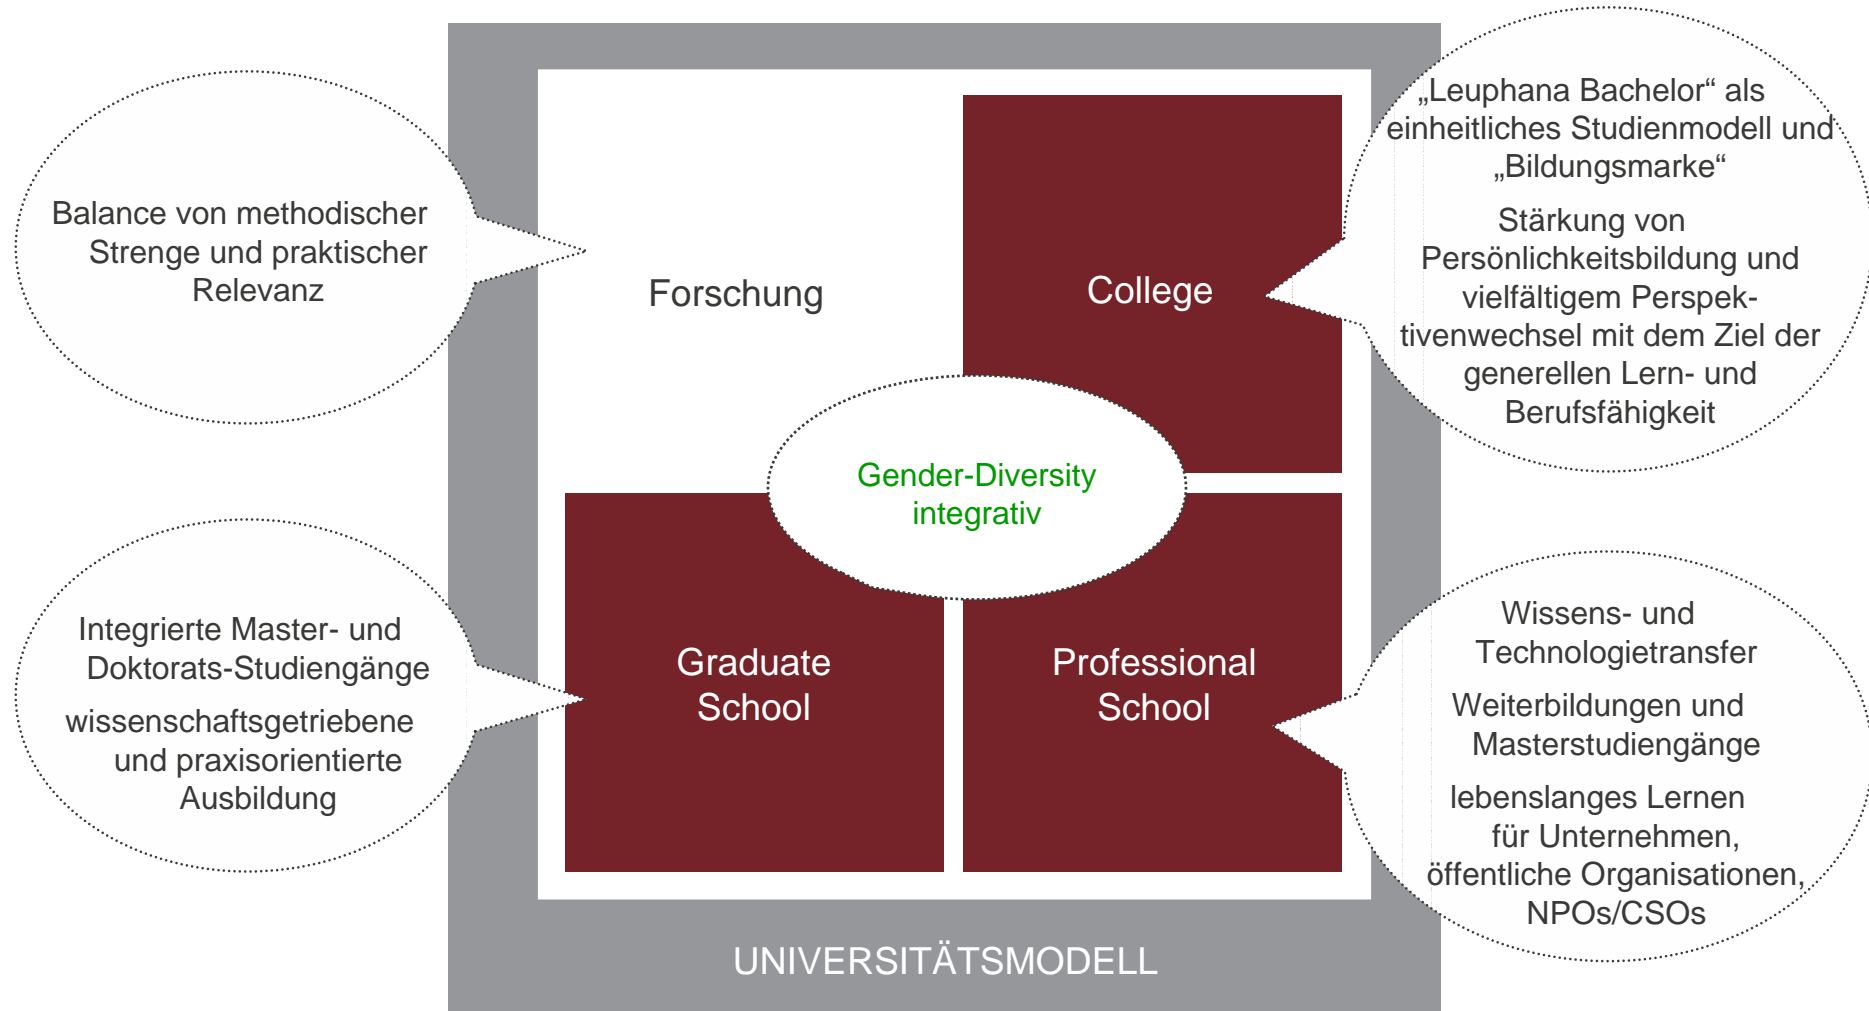 Balance von methodischer
Strenge und praktischer
Relevanz
Forschung
College
„Leuphana Bachelor“ als
einheitliches Studienmodell und
„Bildungsmarke“
Stärkung von
Persönlichkeitsbildung und
vielfältigem Perspek-
tivenwechsel mit dem Ziel der
generellen Lern- und
Berufsfähigkeit
Gender-Diversity
integrativ
Integrierte Master- und
Doktorats-Studiengänge
wissenschaftsgetriebene
und praxisorientierte
Ausbildung
Graduate
School
Professional
School
Wissens- und
Technologietransfer
Weiterbildungen und
Masterstudiengänge
lebenslanges Lernen
für Unternehmen,
öffentliche Organisationen,
NPOs/CSOs
UNIVERSITÄTSMODELL